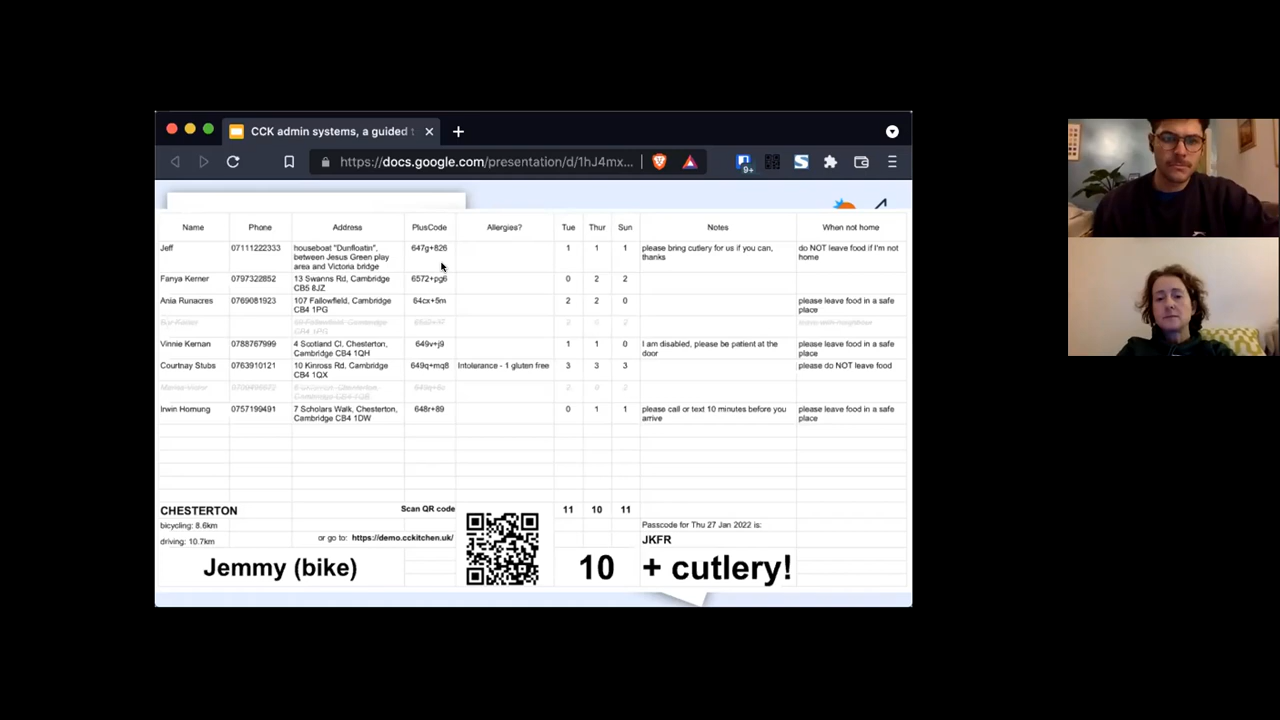 CCK admin systems, a guided t
https://docs.google.com/presentation/d/1hJ4mx...
9+
Name Phone Address PlusCode Allergies? Tue Thur Sun Notes When not home
Jeff 07111222333 houseboat "Dunfloatin", 647g+826 1 1 1 please bring cutlery for us if you can, do NOT leave food if I'm not
between Jesus Green play thanks home
area and Victoria bridge
Fanya Kerner 0797322852 13 Swanns Rd, Cambridge 6572+pg6 0 2 2
CB5 8JZ
Ania Runacres 0769081923 107 Fallowfield, Cambridge 64cx+5m 2 2 0 please leave food in a safe
CB4 1PG place
Vinnie Kernan 0788767999 4 Scotland Cl, Chesterton, 649v+j9 1 1 0 I am disabled, please be patient at the please leave food in a safe
Cambridge CB4 1QH door place
Courtnay Stubs 0763910121 10 Kinross Rd, Cambridge 649q+mq8 Intolerance - 1 gluten free 3 3 3 please do NOT leave food
CB4 1QX
Irwin Hornung 0757199491 7 Scholars Walk, Chesterton, 648r+89 0 1 1 please call or text 10 minutes before you please leave food in a safe
Cambridge CB4 1DW arrive place
CHESTERTON Scan QR code 11 10 11
bicycling: 8.6km Passcode for Thu 27 Jan 2022 is:
driving: 10.7km or go to: https://demo.cckitchen.uk/ JKFR
Jemmy (bike) 10 + cutlery!